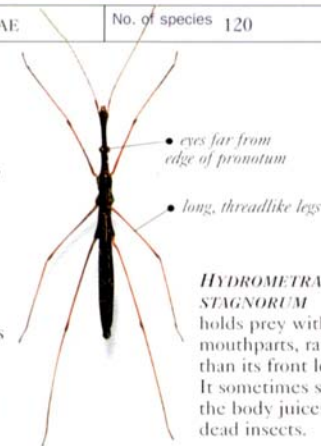 AE
No. of species 120
• eyes far from
edge of pronotum
• long, threadlike legs
HYDROMETRA
STAGNORUM
holds prey with
mouthparts, ra
than its front le
It sometimes s
the body juice
dead insects.
s